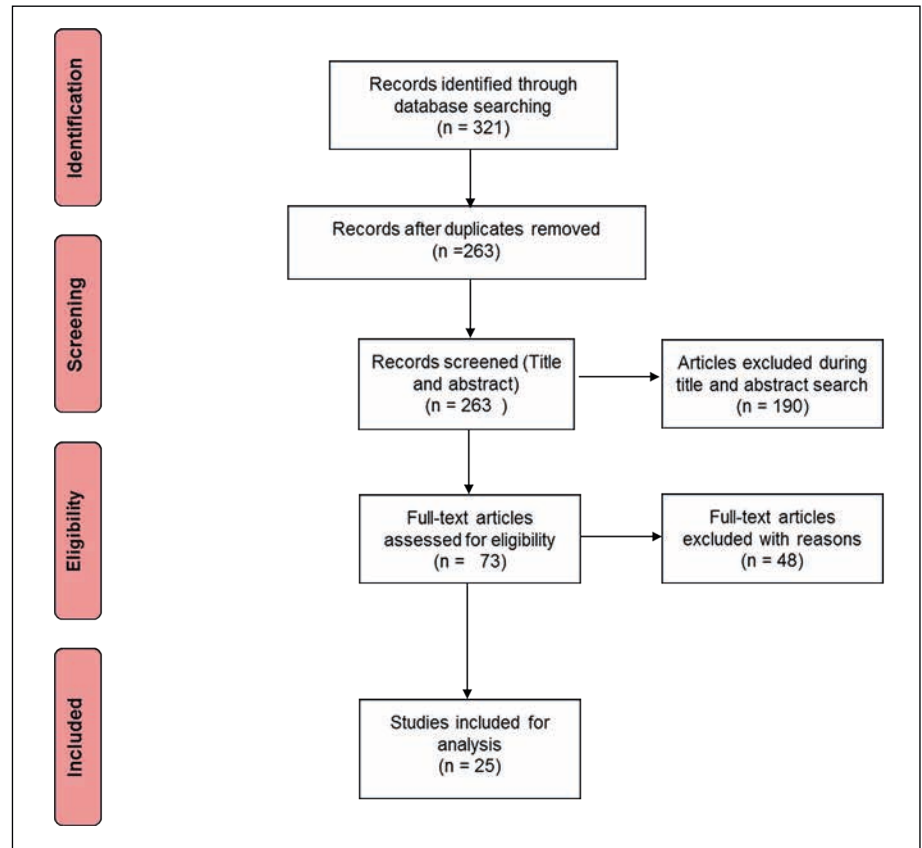 Identification
Records identified through
database searching
(n = 321)
Records after duplicates removed
(n =263)
Screening
Records screened (Title
and abstract)
(n = 263 )
Articles excluded during
title and abstract search
(n = 190)
Eligibility
Full-text articles
assessed for eligibility
(n = 73)
Full-text articles
excluded with reasons
(n = 48)
Included
Studies included for
analysis
(n = 25)